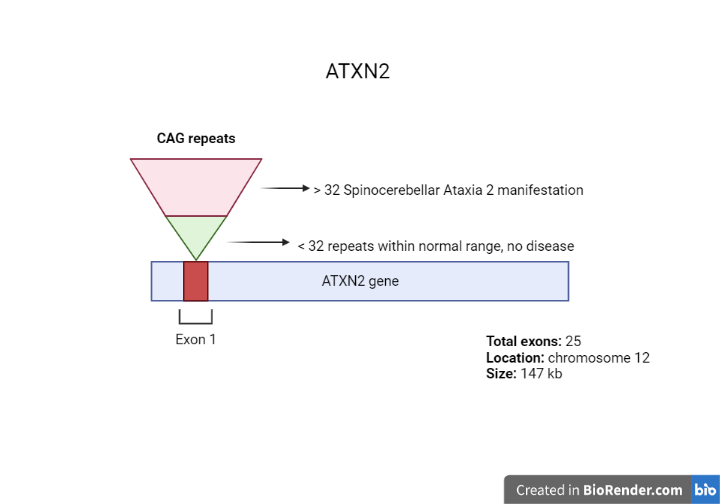 ATXN2
CAG repeats
> 32 Spinocerebellar Ataxia 2 manifestation
< 32 repeats within normal range, no disease
ATXN2 gene
Exon 1
Total exons: 25
Location: chromosome 12
Size: 147 kb
Created in BioRender.com bio